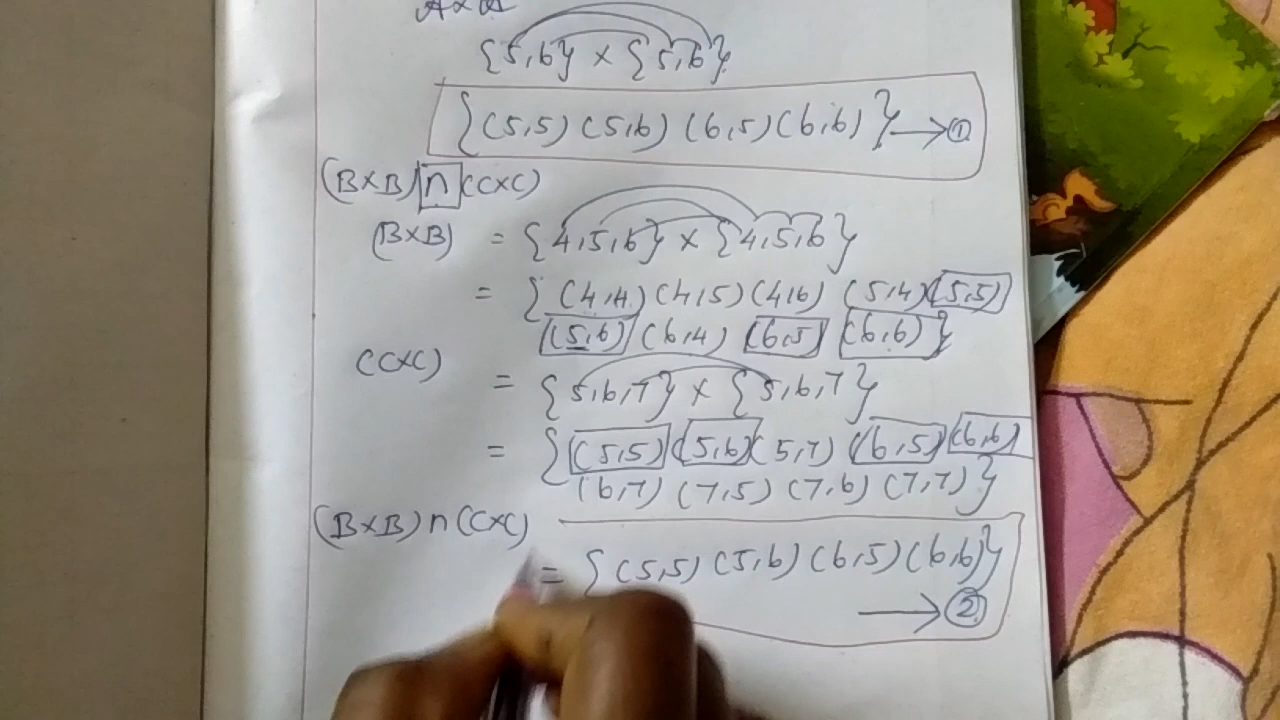 A×A
{5,6} × {5,6}
{(5,5) (5,6) (6,5) (6,6)} → ①
(B×B) ∩ (C×C)
(B×B) = {4,5,6} × {4,5,6}
= {(4,4) (4,5) (4,6) (5,4) (5,5)
(5,6) (6,4) (6,5) (6,6)}
(C×C)
= {5,6,7} × {5,6,7}
= {(5,5) (5,6) (5,7) (6,5) (6,6)
(6,7) (7,5) (7,6) (7,7)}
(B×B) ∩ (C×C)
= {(5,5) (5,6) (6,5) (6,6)}
→ ②